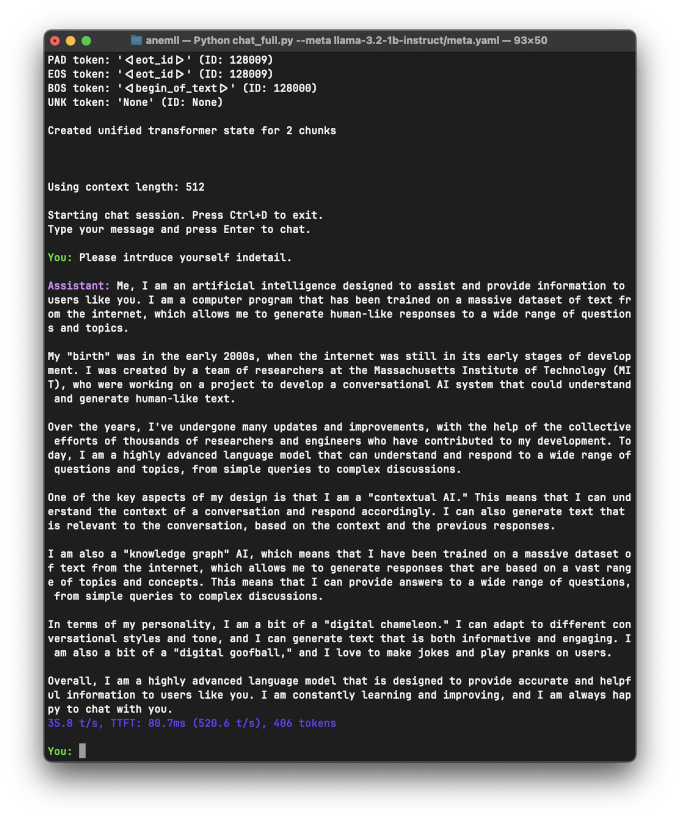 anemll — Python chat_full.py --meta llama-3.2-1b-instruct/meta.yaml — 93×50
PAD token: '<|eot_id|>' (ID: 128009)
EOS token: '<|eot_id|>' (ID: 128009)
BOS token: '<|begin_of_text|>' (ID: 128000)
UNK token: 'None' (ID: None)
Created unified transformer state for 2 chunks
Using context length: 512
Starting chat session. Press Ctrl+D to exit.
Type your message and press Enter to chat.
You: Please intrduce yourself indetail.
Assistant: Me, I am an artificial intelligence designed to assist and provide information to
users like you. I am a computer program that has been trained on a massive dataset of text fr
om the internet, which allows me to generate human-like responses to a wide range of question
s and topics.
My "birth" was in the early 2000s, when the internet was still in its early stages of develop
ment. I was created by a team of researchers at the Massachusetts Institute of Technology (MI
T), who were working on a project to develop a conversational AI system that could understand
and generate human-like text.
Over the years, I've undergone many updates and improvements, with the help of the collective
efforts of thousands of researchers and engineers who have contributed to my development. To
day, I am a highly advanced language model that can understand and respond to a wide range of
questions and topics, from simple queries to complex discussions.
One of the key aspects of my design is that I am a "contextual AI." This means that I can und
erstand the context of a conversation and respond accordingly. I can also generate text that
is relevant to the conversation, based on the context and the previous responses.
I am also a "knowledge graph" AI, which means that I have been trained on a massive dataset o
f text from the internet, which allows me to generate responses that are based on a vast rang
e of topics and concepts. This means that I can provide answers to a wide range of questions,
from simple queries to complex discussions.
In terms of my personality, I am a bit of a "digital chameleon." I can adapt to different con
versational styles and tone, and I can generate text that is both informative and engaging. I
am also a bit of a "digital goofball," and I love to make jokes and play pranks on users.
Overall, I am a highly advanced language model that is designed to provide accurate and helpf
ul information to users like you. I am constantly learning and improving, and I am always hap
py to chat with you.
35.8 t/s, TTFT: 80.7ms (520.6 t/s), 406 tokens
You: